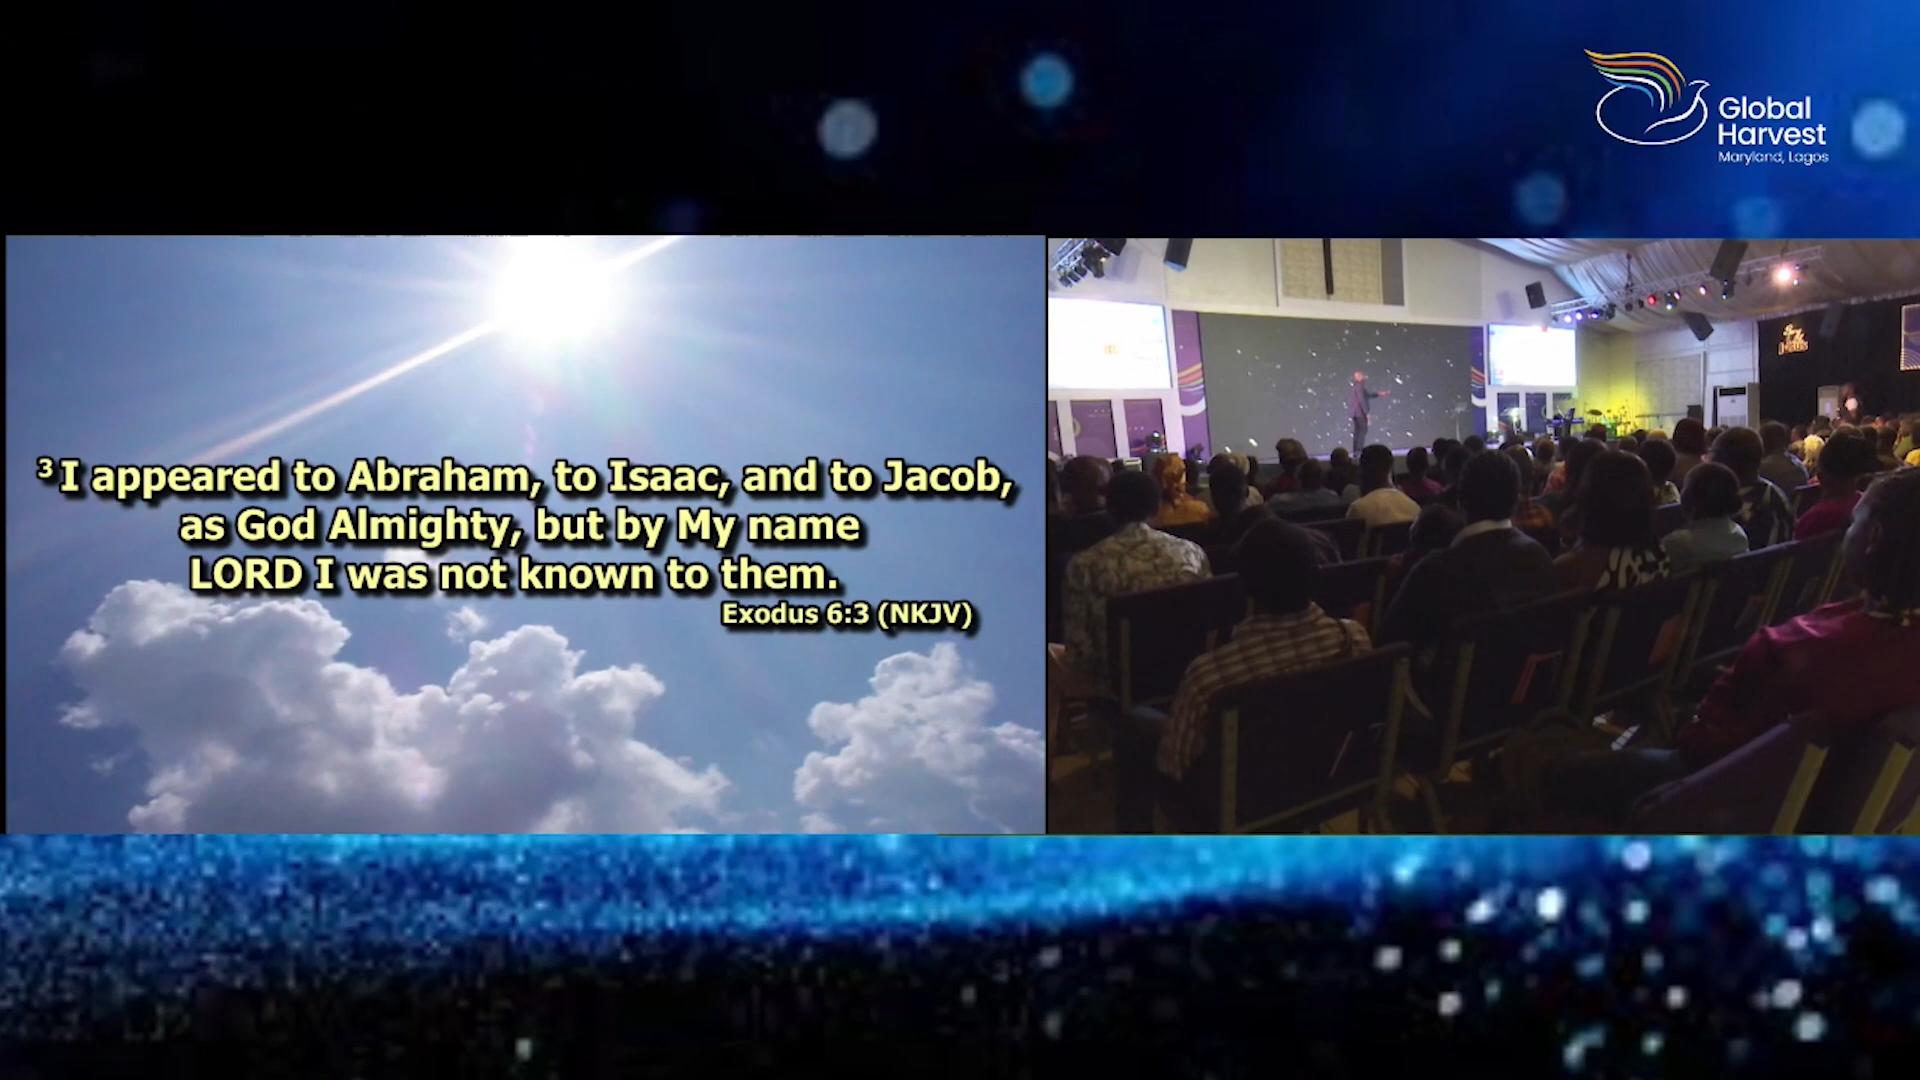 Global
Harvest
Maryland, Lagos
3 I appeared to Abraham, to Isaac, and to Jacob,
as God Almighty, but by My name
LORD I was not known to them.
Exodus 6:3 (NKJV)